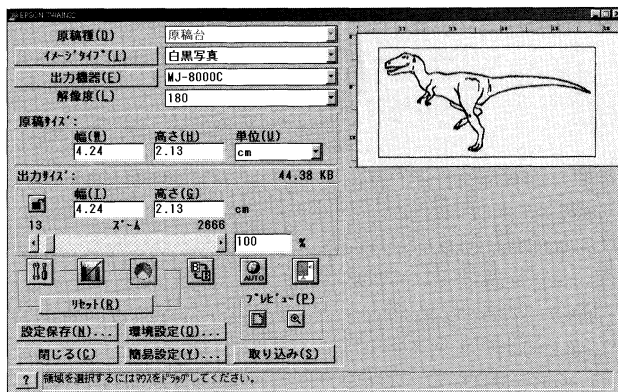 EPSON TWAIN32
原稿種(D) 原稿台
ｲﾒｰｼﾞﾀｲﾌﾟ(T) 白黒写真
出力機器(E) MJ-8000C
解像度(L) 180
原稿ｻｲｽﾞ:
幅(W) 高さ(H) 単位(U)
4.24 2.13 cm
出力ｻｲｽﾞ: 44.38 KB
幅(I) 高さ(G)
4.24 2.13 cm
13 ｽﾞｰﾑ 2666
100 %
AUTO
ﾘｾｯﾄ(R) ﾌﾟﾚﾋﾞｭｰ(P)
設定保存(N)... 環境設定(O)...
閉じる(C) 簡易設定(Y)... 取り込み(S)
? 領域を選択するにはﾏｳｽをﾄﾞﾗｯｸﾞしてください。